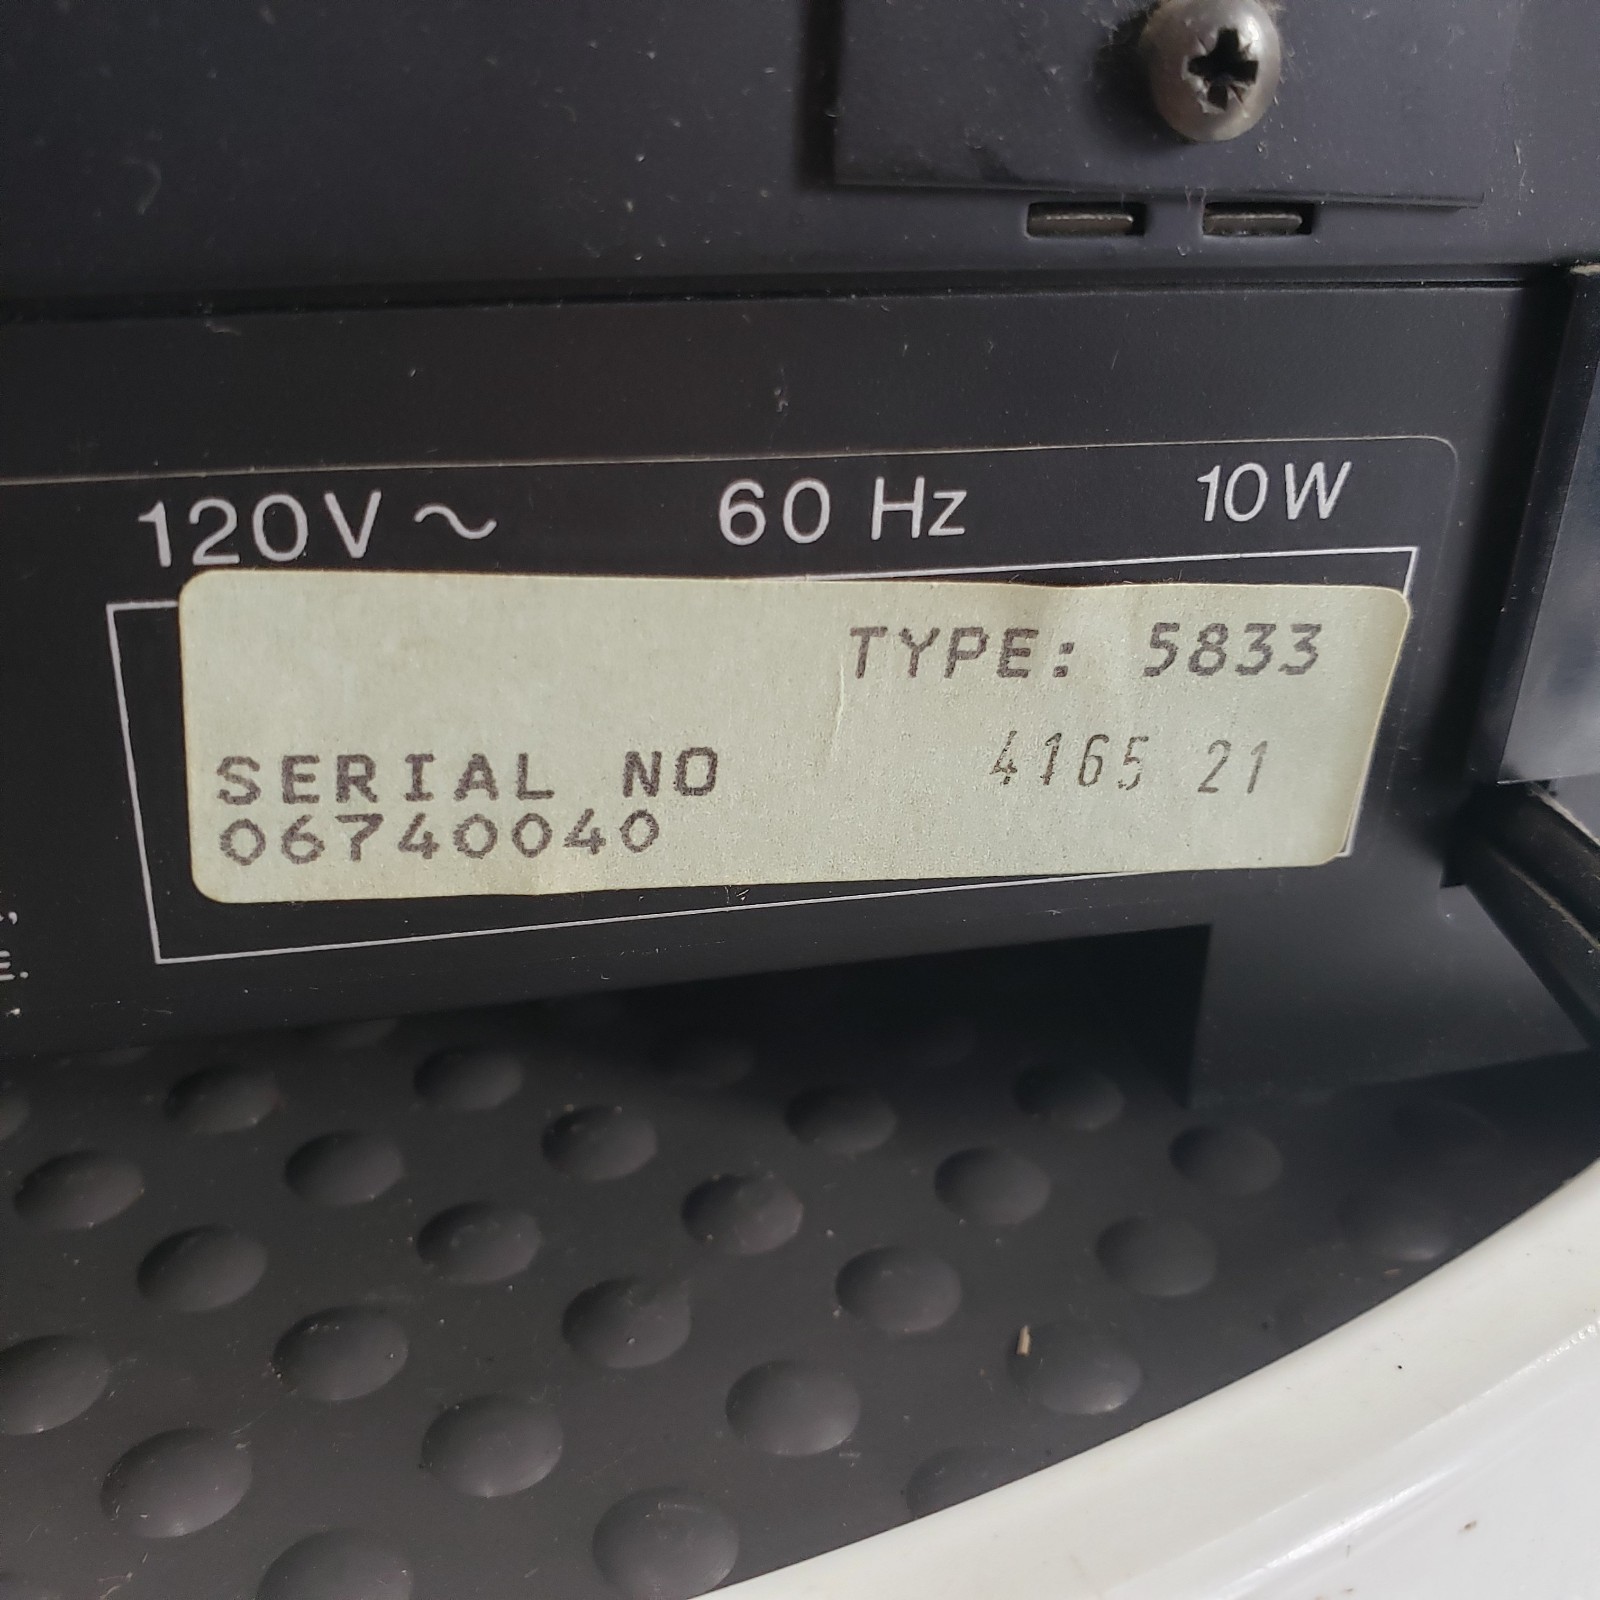 120V ~ 60 Hz 10W
TYPE: 5833
4165 21
SERIAL NO
06740040